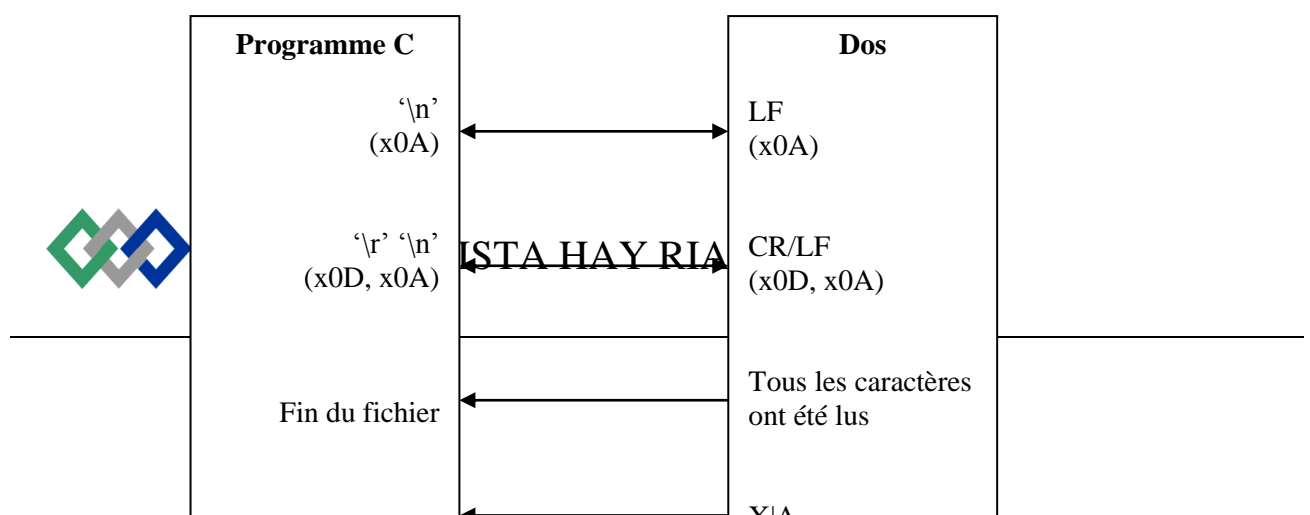 Programme C
Dos
‘\n’
(x0A)
LF
(x0A)
‘\r’ ‘\n’
(x0D, x0A)
ISTA HAY RIA
CR/LF
(x0D, x0A)
Fin du fichier
Tous les caractères
ont été lus